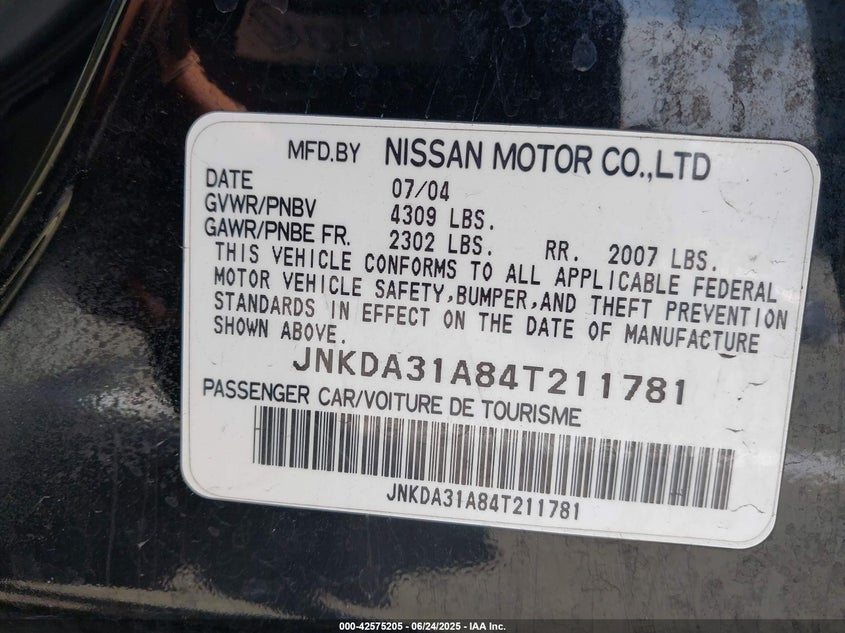 MFD.BY NISSAN MOTOR CO.,LTD
DATE 07/04
GVWR/PNBV 4309 LBS.
GAWR/PNBE FR. 2302 LBS. RR. 2007 LBS.
THIS VEHICLE CONFORMS TO ALL APPLICABLE FEDERAL
MOTOR VEHICLE SAFETY,BUMPER,AND THEFT PREVENTION
STANDARDS IN EFFECT ON THE DATE OF MANUFACTURE
SHOWN ABOVE.
JNKDA31A84T211781
PASSENGER CAR/VOITURE DE TOURISME
JNKDA31A84T211781
000-42575205 - 06/24/2025 - IAA Inc.